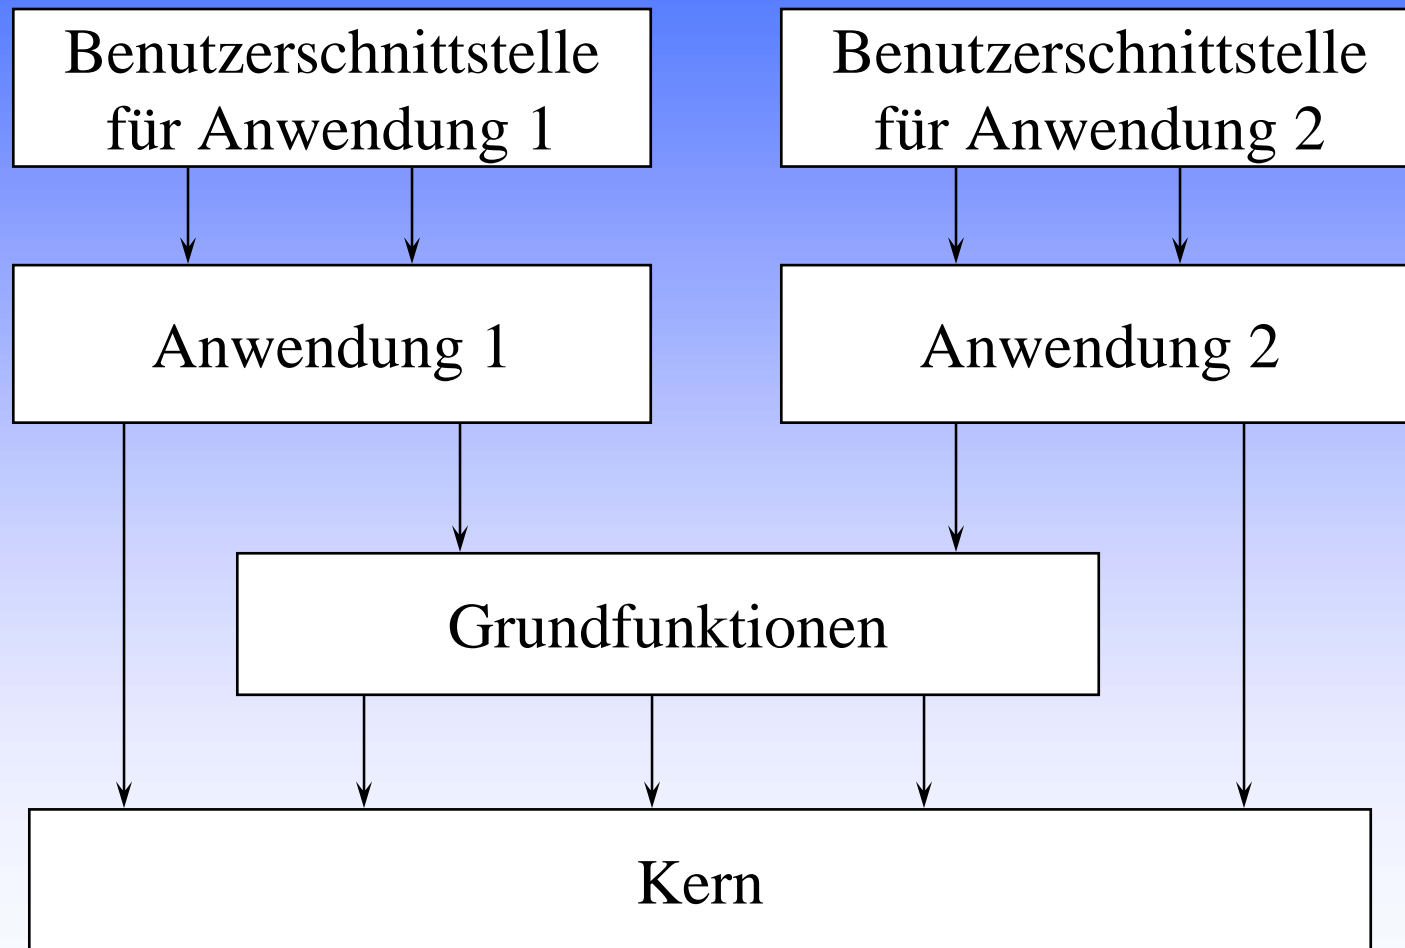 Benutzerschnittstelle
für Anwendung 1
Benutzerschnittstelle
für Anwendung 2
Anwendung 1
Anwendung 2
Grundfunktionen
Kern